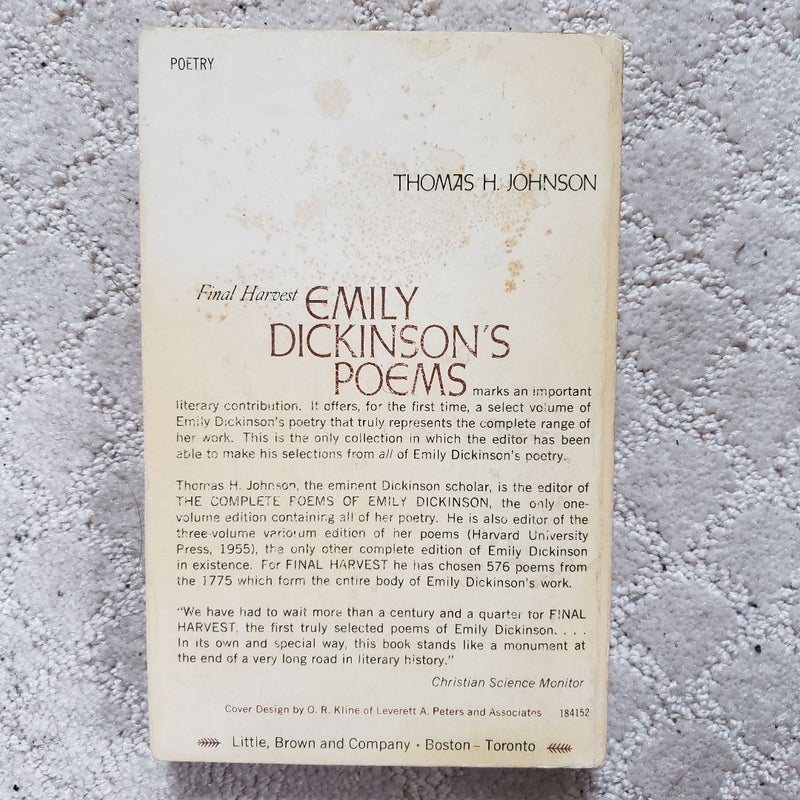 POETRY
THOMAS H. JOHNSON
Final Harvest EMILY
DICKINSON'S
POEMS marks an important
literary contribution. It offers, for the first time, a select volume of
Emily Dickinson's poetry that truly represents the complete range of
her work. This is the only collection in which the editor has been
able to make his selections from all of Emily Dickinson's poetry.
Thomas H. Johnson, the eminent Dickinson scholar, is the editor of
THE COMPLETE POEMS OF EMILY DICKINSON, the only one-
volume edition containing all of her poetry. He is also editor of the
three-volume variorum edition of her poems (Harvard University
Press, 1955), the only other complete edition of Emily Dickinson
in existence. For FINAL HARVEST he has chosen 576 poems from
the 1775 which form the entire body of Emily Dickinson's work.
"We have had to wait more than a century and a quarter for FINAL
HARVEST, the first truly selected poems of Emily Dickinson. . . .
In its own and special way, this book stands like a monument at
the end of a very long road in literary history."
Christian Science Monitor
Cover Design by O. R. Kline of Leverett A. Peters and Associates 184152
Little, Brown and Company · Boston – Toronto